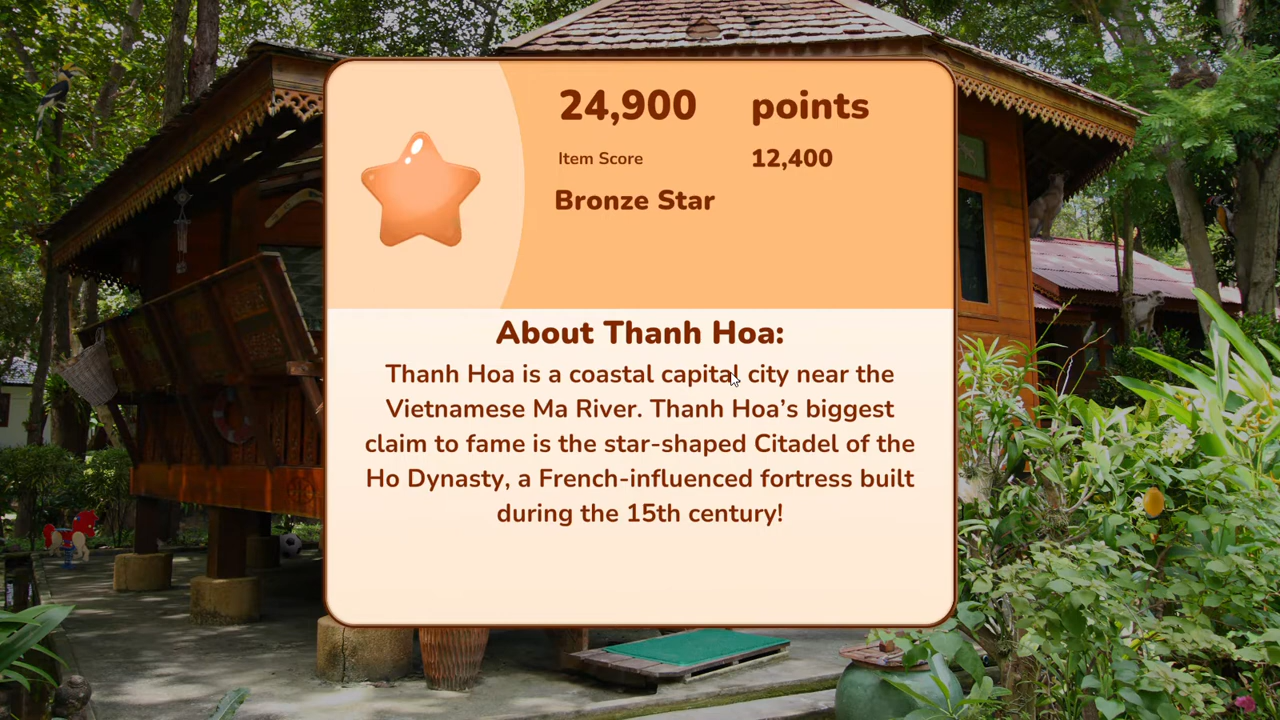 24,900 points
Item Score 12,400
Bronze Star
About Thanh Hoa:
Thanh Hoa is a coastal capital city near the
Vietnamese Ma River. Thanh Hoa’s biggest
claim to fame is the star-shaped Citadel of the
Ho Dynasty, a French-influenced fortress built
during the 15th century!